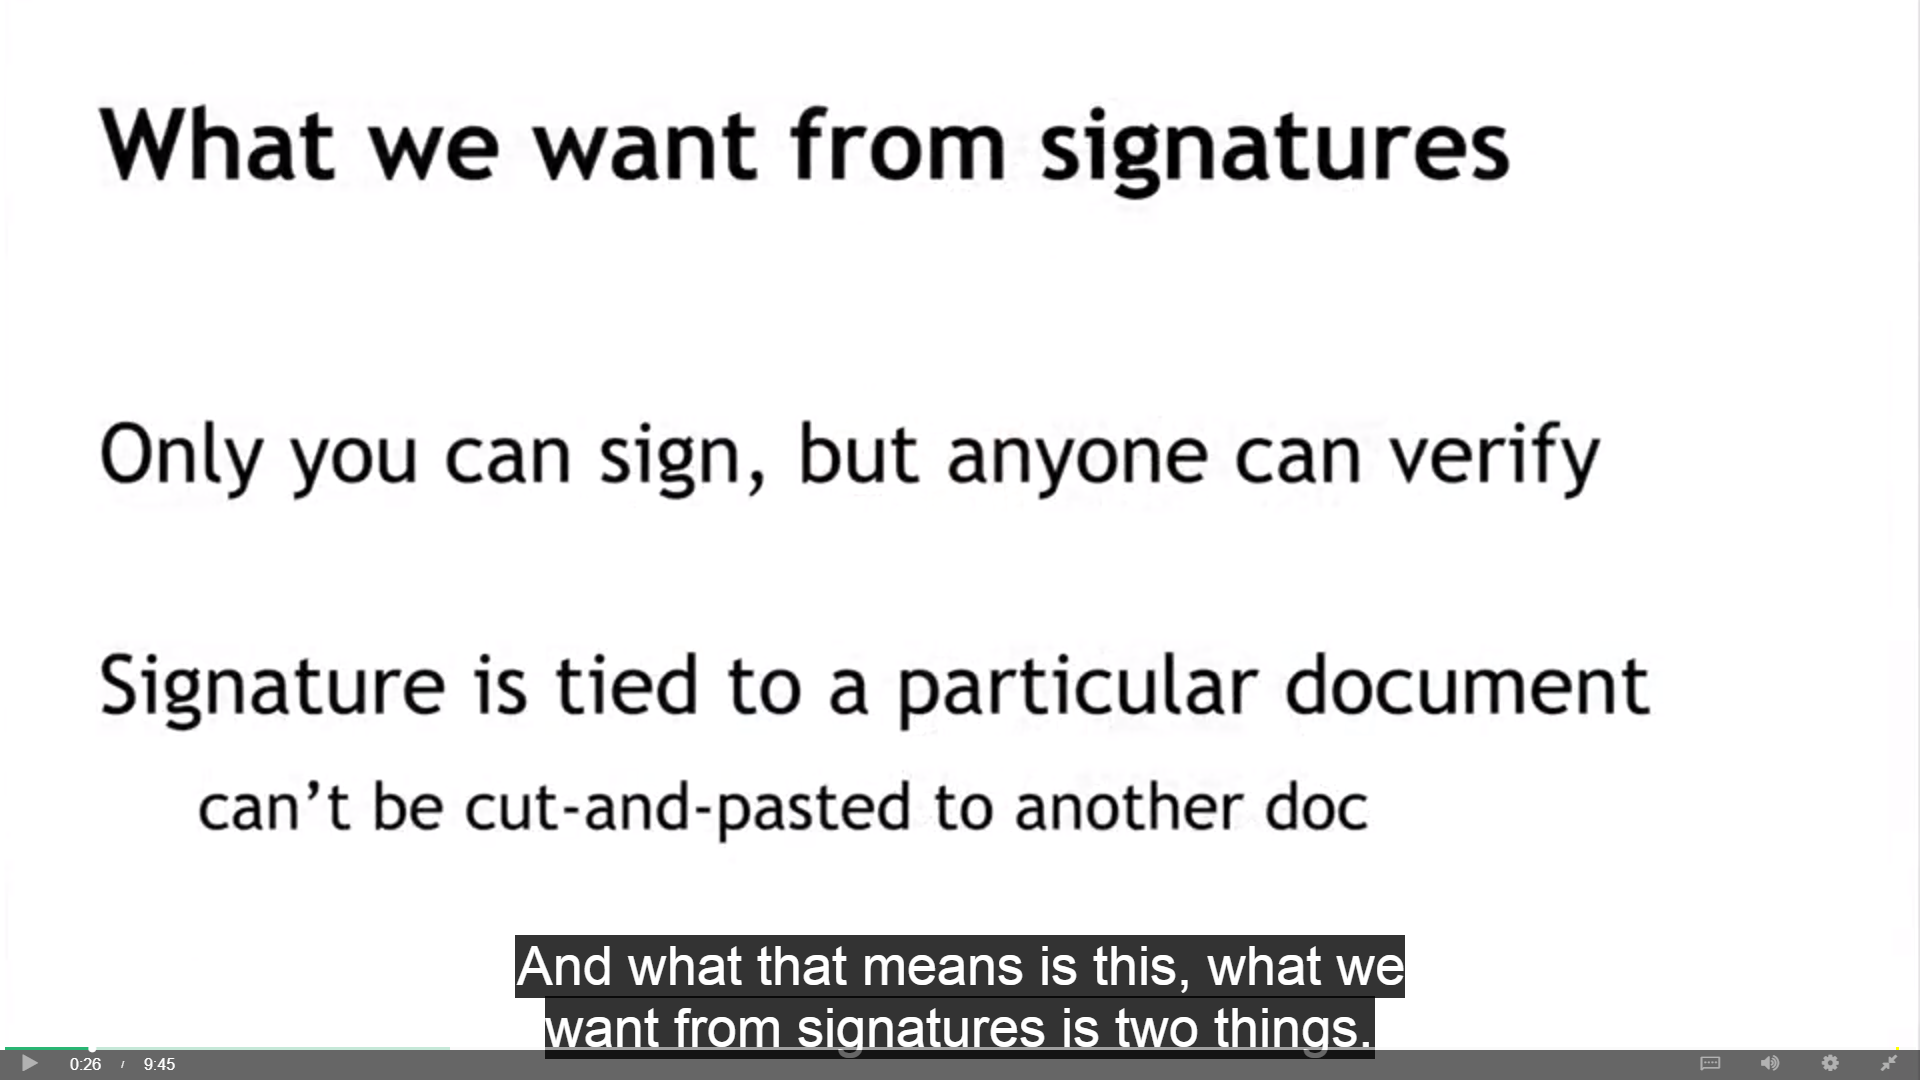 What we want from signatures
Only you can sign, but anyone can verify
Signature is tied to a particular document
can’t be cut-and-pasted to another doc
And what that means is this, what we
want from signatures is two things.
0:26 / 9:45